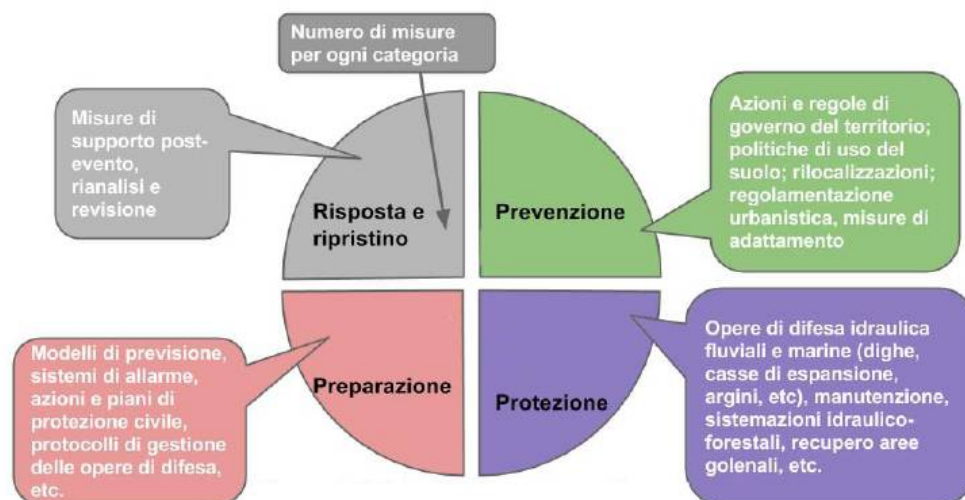 Numero di misure
per ogni categoria
Misure di
supporto post-
evento,
rianalisi e
revisione
Azioni e regole di
governo del territorio;
politiche di uso del
suolo; rilocalizzazioni;
regolamentazione
urbanistica, misure di
adattamento
Risposta e
ripristino
Prevenzione
Modelli di previsione,
sistemi di allarme,
azioni e piani di
protezione civile,
protocolli di gestione
delle opere di difesa,
etc.
Preparazione
Protezione
Opere di difesa idraulica
fluviali e marine (dighe,
casse di espansione,
argini, etc), manutenzione,
sistemazioni idraulico-
forestali, recupero aree
golenali, etc.